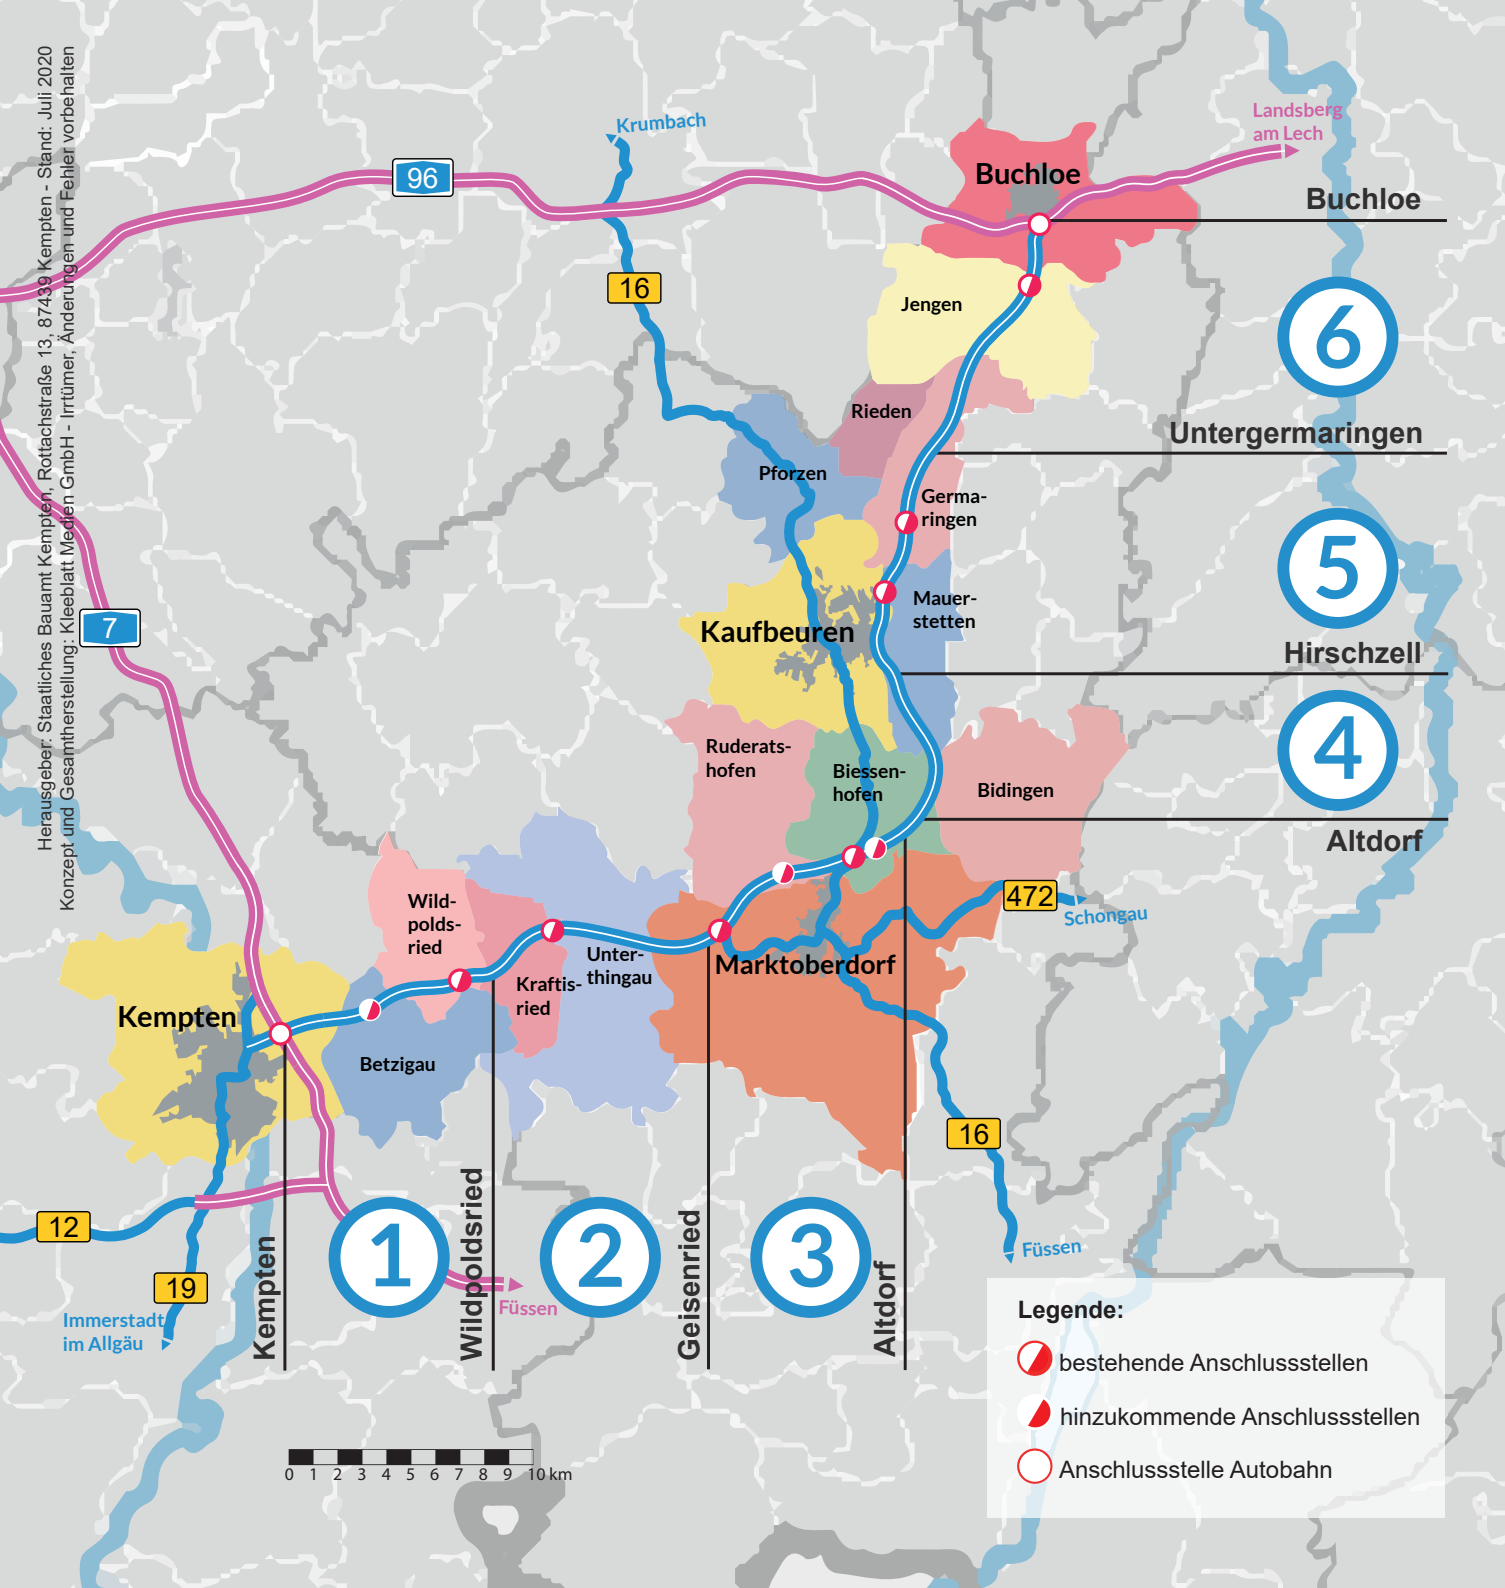 Herausgeber: Staatliches Bauamt Kempten, Rottachstraße 13, 87439 Kempten - Stand: Juli 2020
Konzept und Gesamtherstellung: Kleeblatt Medien GmbH - Irrtümer, Änderungen und Fehler vorbehalten
Krumbach
Landsberg
am Lech
96
Buchloe
Buchloe
16
Jengen
6
Rieden
Untergermaringen
Pforzen
Germa-
ringen
5
7
Mauer-
stetten
Kaufbeuren
Hirschzell
Ruderats-
hofen
Biessen-
hofen
Bidingen
4
Altdorf
Wild-
polds-
ried
472
Schongau
Unter-
thingau
Marktoberdorf
Kraftis-
ried
Kempten
Betzigau
16
12
19
Immerstadt
im Allgäu
Kempten
1
Wildpoldsried
Füssen
2
Geisenried
3
Altdorf
Füssen
Legende:
bestehende Anschlussstellen
hinzukommende Anschlussstellen
Anschlussstelle Autobahn
0 1 2 3 4 5 6 7 8 9 10 km